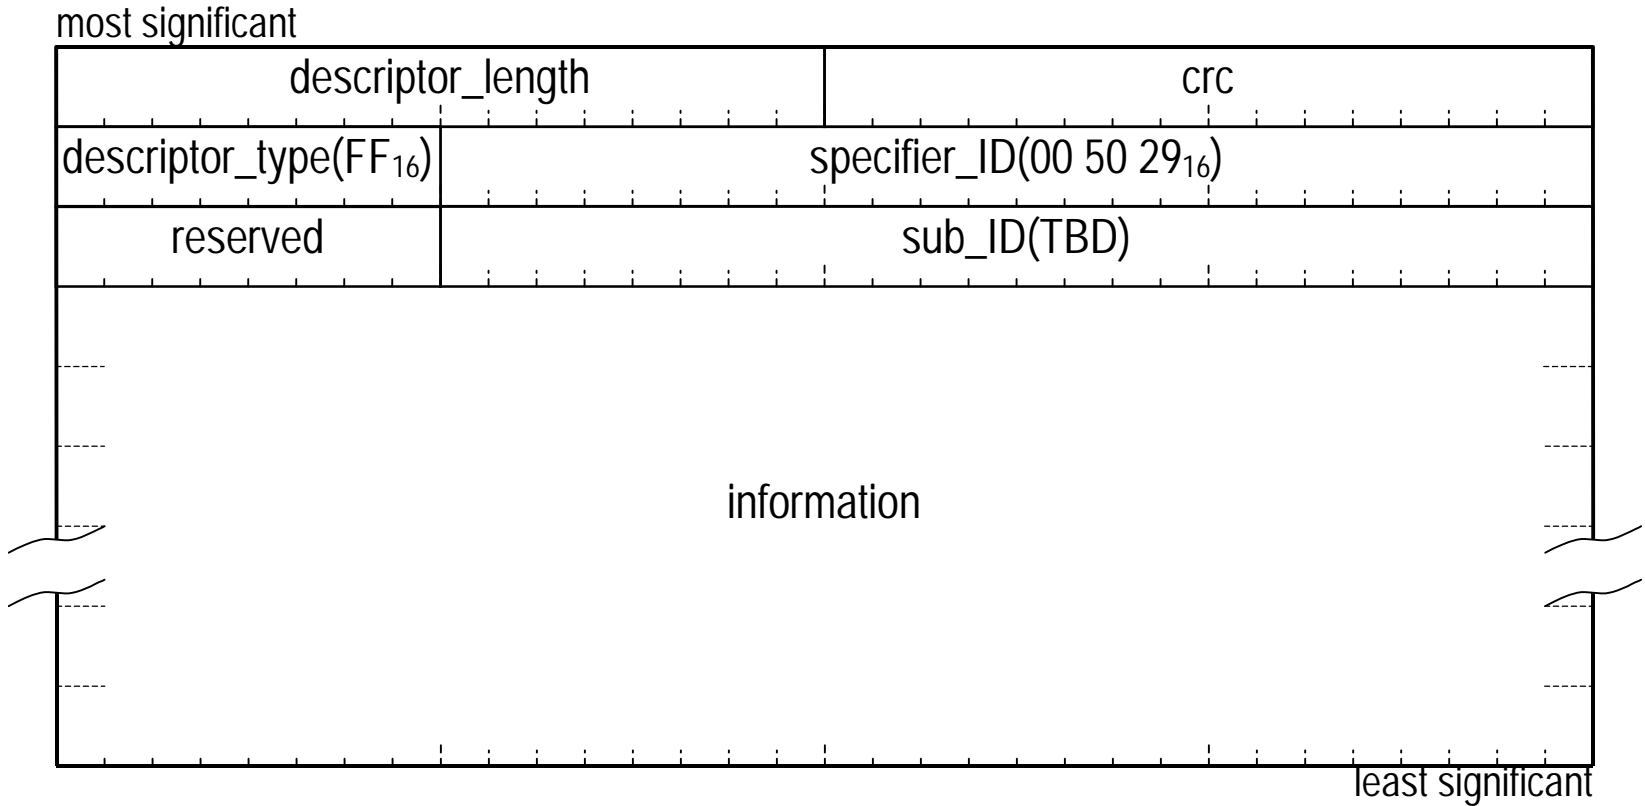 most significant
descriptor_length crc
descriptor_type(FF₁₆) specifier_ID(00 50 29₁₆)
reserved sub_ID(TBD)
information
least significant